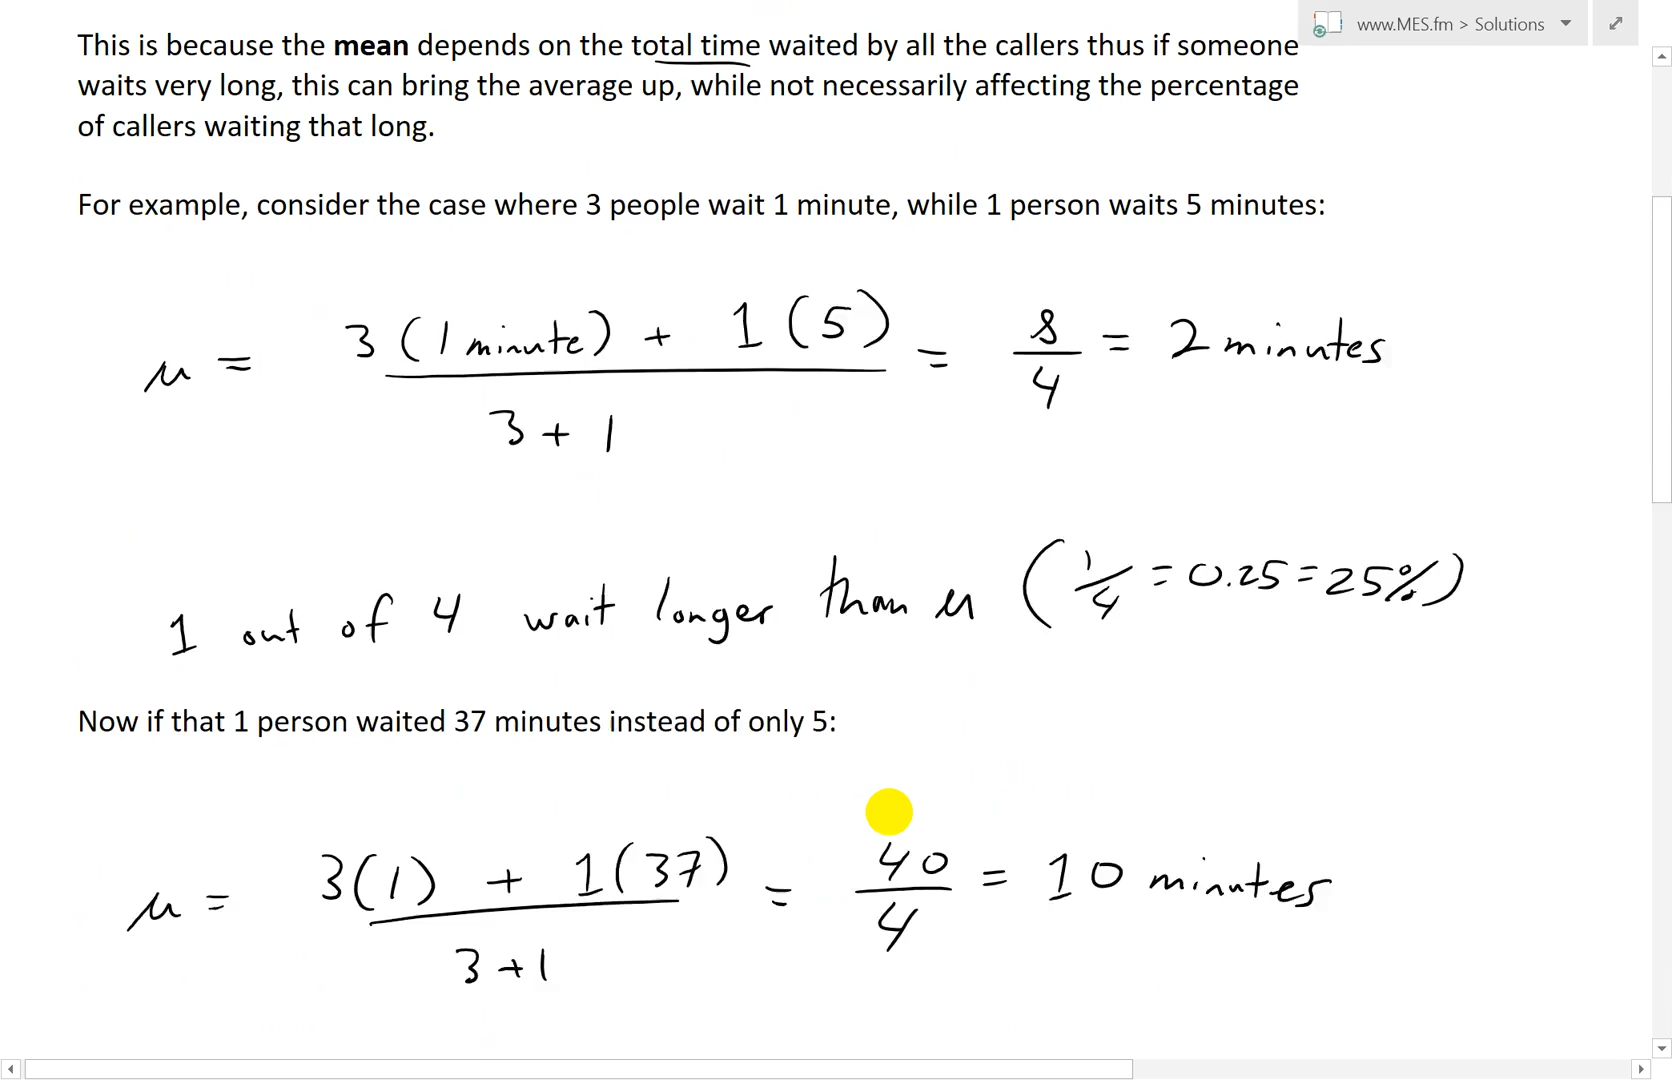 www.MES.fm > Solutions
This is because the mean depends on the total time waited by all the callers thus if someone
waits very long, this can bring the average up, while not necessarily affecting the percentage
of callers waiting that long.
For example, consider the case where 3 people wait 1 minute, while 1 person waits 5 minutes:
μ = 3 (1 minute) + 1 (5) / 3 + 1 = 8 / 4 = 2 minutes
1 out of 4 wait longer than μ (1/4 = 0.25 = 25%)
Now if that 1 person waited 37 minutes instead of only 5:
μ = 3(1) + 1(37) / 3+1 = 40 / 4 = 10 minutes